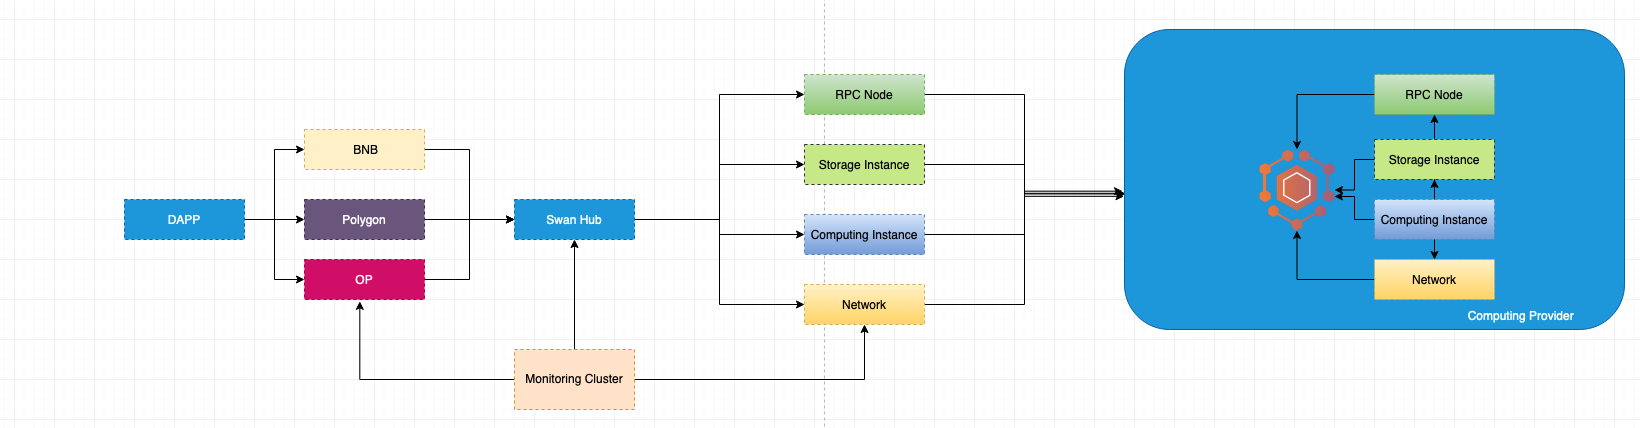 DAPP
BNB
Polygon
OP
Swan Hub
Monitoring Cluster
RPC Node
Storage Instance
Computing Instance
Network
RPC Node
Storage Instance
Computing Instance
Network
Computing Provider